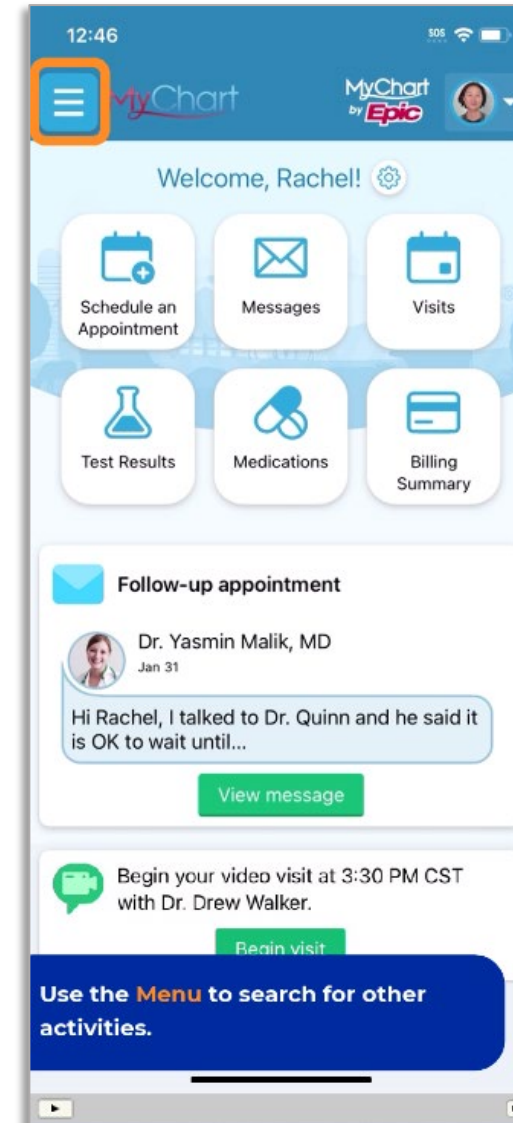 12:46
SOS
MyChart
MyChart
by Epic
Welcome, Rachel!
Schedule an
Appointment
Messages
Visits
Test Results
Medications
Billing
Summary
Follow-up appointment
Dr. Yasmin Malik, MD
Jan 31
Hi Rachel, I talked to Dr. Quinn and he said it
is OK to wait until...
View message
Begin your video visit at 3:30 PM CST
with Dr. Drew Walker.
Begin visit
Use the Menu to search for other
activities.